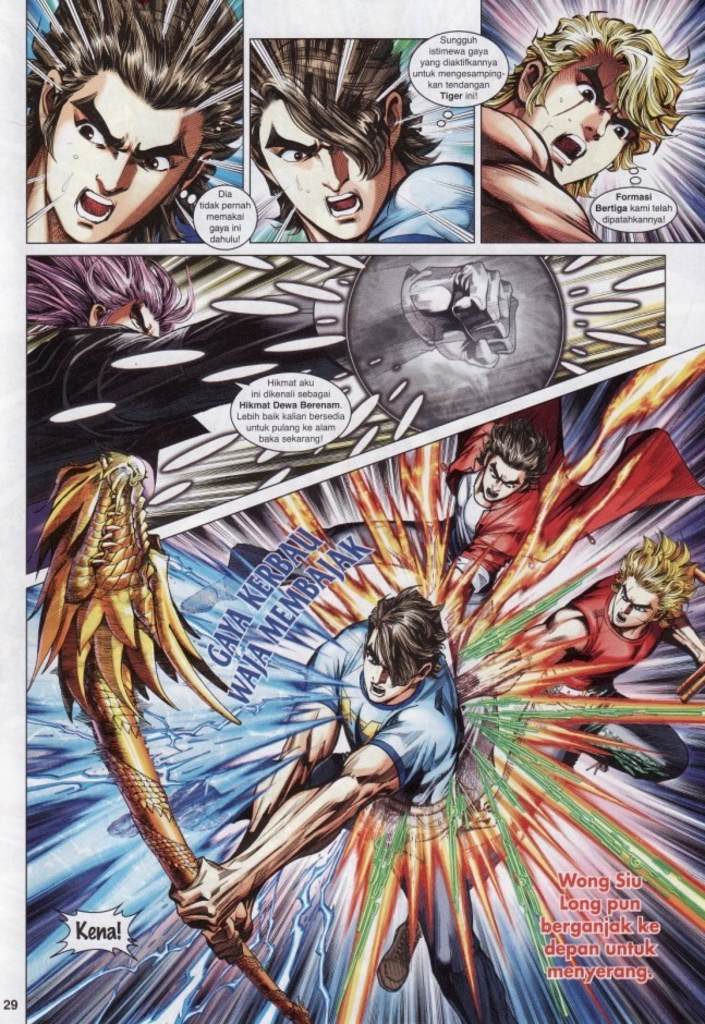 Dia
tidak pernah
memakai
gaya ini
dahulu!
Sungguh
istimewa gaya
yang diaktifkannya
untuk mengesamping-
kan tendangan
Tiger ini!
Formasi
Bertiga kami telah
dipatahkannya!
Hikmat aku
ini dikenali sebagai
Hikmat Dewa Berenam.
Lebih baik kalian bersedia
untuk pulang ke alam
baka sekarang!
GAYA KERBAU
WAJA MEMBAJAK
Kena!
Wong Siu
Long pun
berganjak ke
depan untuk
menyerang.
29